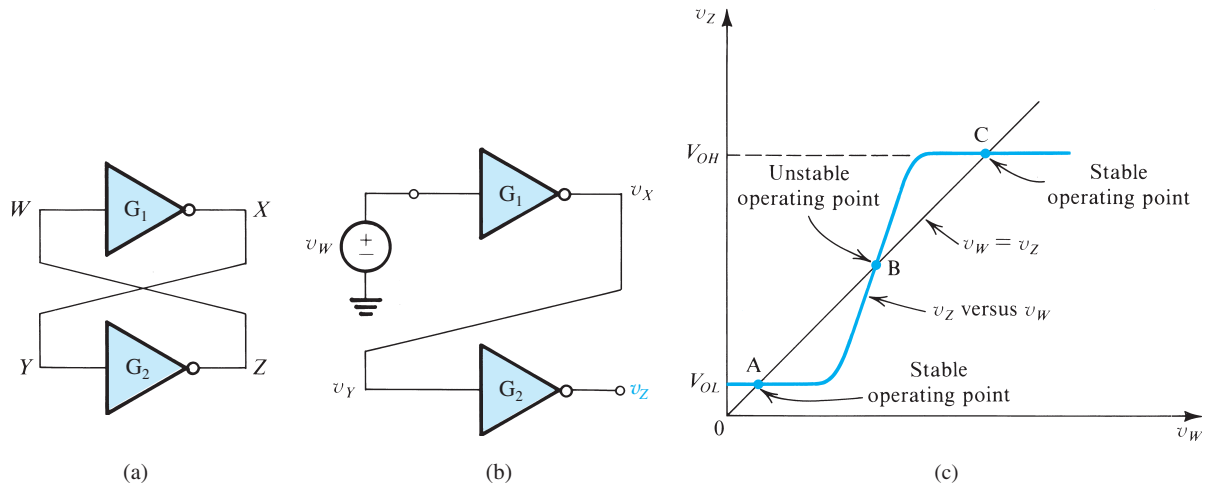 W
G1
X
Y
G2
Z
(a)
vW
+
−
G1
vX
vY
G2
vZ
(b)
vZ
VOH
C
Unstable
operating point
Stable
operating point
vW = vZ
B
vZ versus vW
A
Stable
operating point
VOL
0
vW
(c)